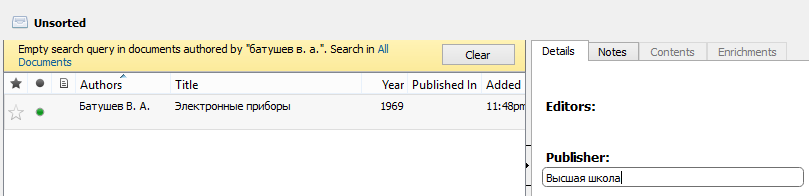 Unsorted
Empty search query in documents authored by "батушев в. а.". Search in All
Documents
Clear
Authors Title Year Published In Added
Батушев В. А. Электронные приборы 1969 11:48pm
Details Notes Contents Enrichments
Editors:
Publisher:
Высшая школа